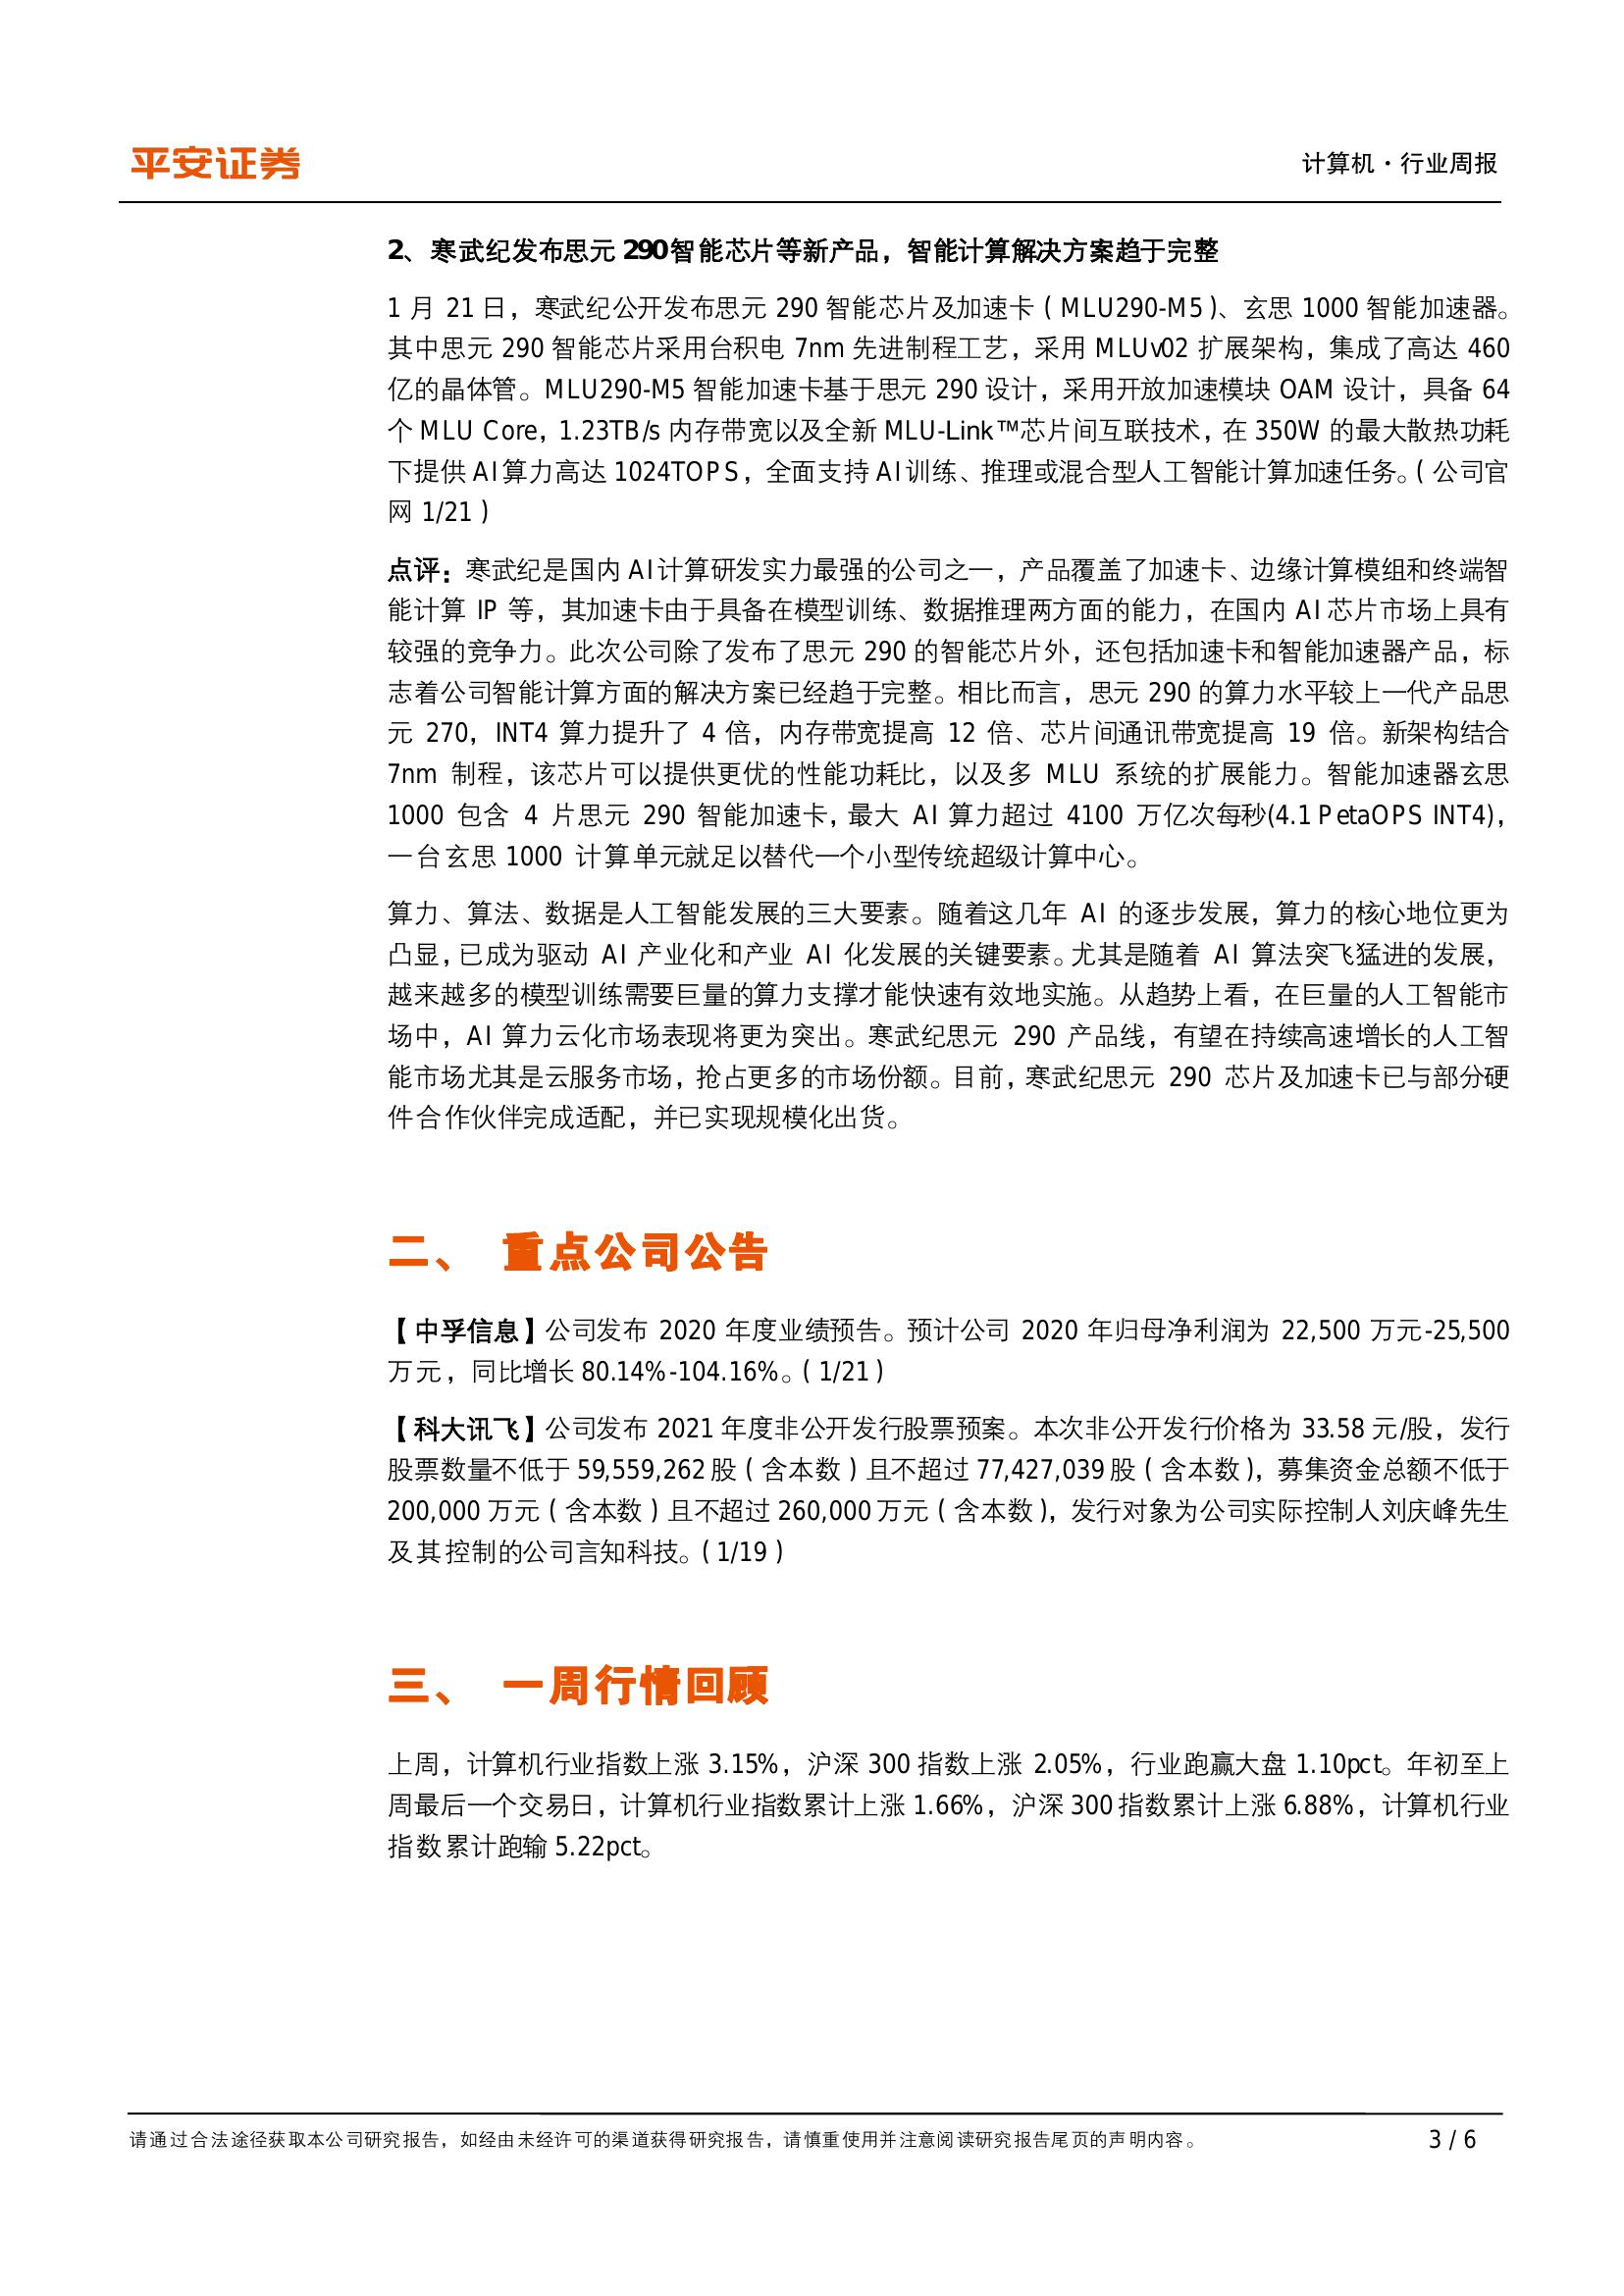 平安证券
计算机·行业周报
2、寒武纪发布思元 290 智能芯片等新产品，智能计算解决方案趋于完整
1 月 21 日，寒武纪公开发布思元 290 智能芯片及加速卡（MLU290-M5）、玄思 1000 智能加速器。
其中思元 290 智能芯片采用台积电 7nm 先进制程工艺，采用 MLUv02 扩展架构，集成了高达 460
亿的晶体管。MLU290-M5 智能加速卡基于思元 290 设计，采用开放加速模块 OAM 设计，具备 64
个 MLU Core，1.23TB/s 内存带宽以及全新 MLU-Link™芯片间互联技术，在 350W 的最大散热功耗
下提供 AI 算力高达 1024TOPS，全面支持 AI 训练、推理或混合型人工智能计算加速任务。（公司官
网 1/21）
点评：寒武纪是国内 AI 计算研发实力最强的公司之一，产品覆盖了加速卡、边缘计算模组和终端智
能计算 IP 等，其加速卡由于具备在模型训练、数据推理两方面的能力，在国内 AI 芯片市场上具有
较强的竞争力。此次公司除了发布了思元 290 的智能芯片外，还包括加速卡和智能加速器产品，标
志着公司智能计算方面的解决方案已经趋于完整。相比而言，思元 290 的算力水平较上一代产品思
元 270，INT4 算力提升了 4 倍，内存带宽提高 12 倍、芯片间通讯带宽提高 19 倍。新架构结合
7nm 制程，该芯片可以提供更优的性能功耗比，以及多 MLU 系统的扩展能力。智能加速器玄思
1000 包含 4 片思元 290 智能加速卡，最大 AI 算力超过 4100 万亿次每秒(4.1 PetaOPS INT4)，
一台玄思 1000 计算单元就足以替代一个小型传统超级计算中心。
算力、算法、数据是人工智能发展的三大要素。随着这几年 AI 的逐步发展，算力的核心地位更为
凸显，已成为驱动 AI 产业化和产业 AI 化发展的关键要素。尤其是随着 AI 算法突飞猛进的发展，
越来越多的模型训练需要巨量的算力支撑才能快速有效地实施。从趋势上看，在巨量的人工智能市
场中，AI 算力云化市场表现将更为突出。寒武纪思元 290 产品线，有望在持续高速增长的人工智
能市场尤其是云服务市场，抢占更多的市场份额。目前，寒武纪思元 290 芯片及加速卡已与部分硬
件合作伙伴完成适配，并已实现规模化出货。
二、 重点公司公告
【中孚信息】公司发布 2020 年度业绩预告。预计公司 2020 年归母净利润为 22,500 万元-25,500
万元，同比增长 80.14%-104.16%。（1/21）
【科大讯飞】公司发布 2021 年度非公开发行股票预案。本次非公开发行价格为 33.58 元/股，发行
股票数量不低于 59,559,262 股（含本数）且不超过 77,427,039 股（含本数），募集资金总额不低于
200,000 万元（含本数）且不超过 260,000 万元（含本数），发行对象为公司实际控制人刘庆峰先生
及其控制的公司言知科技。（1/19）
三、 一周行情回顾
上周，计算机行业指数上涨 3.15%，沪深 300 指数上涨 2.05%，行业跑赢大盘 1.10pct。年初至上
周最后一个交易日，计算机行业指数累计上涨 1.66%，沪深 300 指数累计上涨 6.88%，计算机行业
指数累计跑输 5.22pct。
请通过合法途径获取本公司研究报告，如经由未经许可的渠道获得研究报告，请慎重使用并注意阅读研究报告尾页的声明内容。
3 / 6